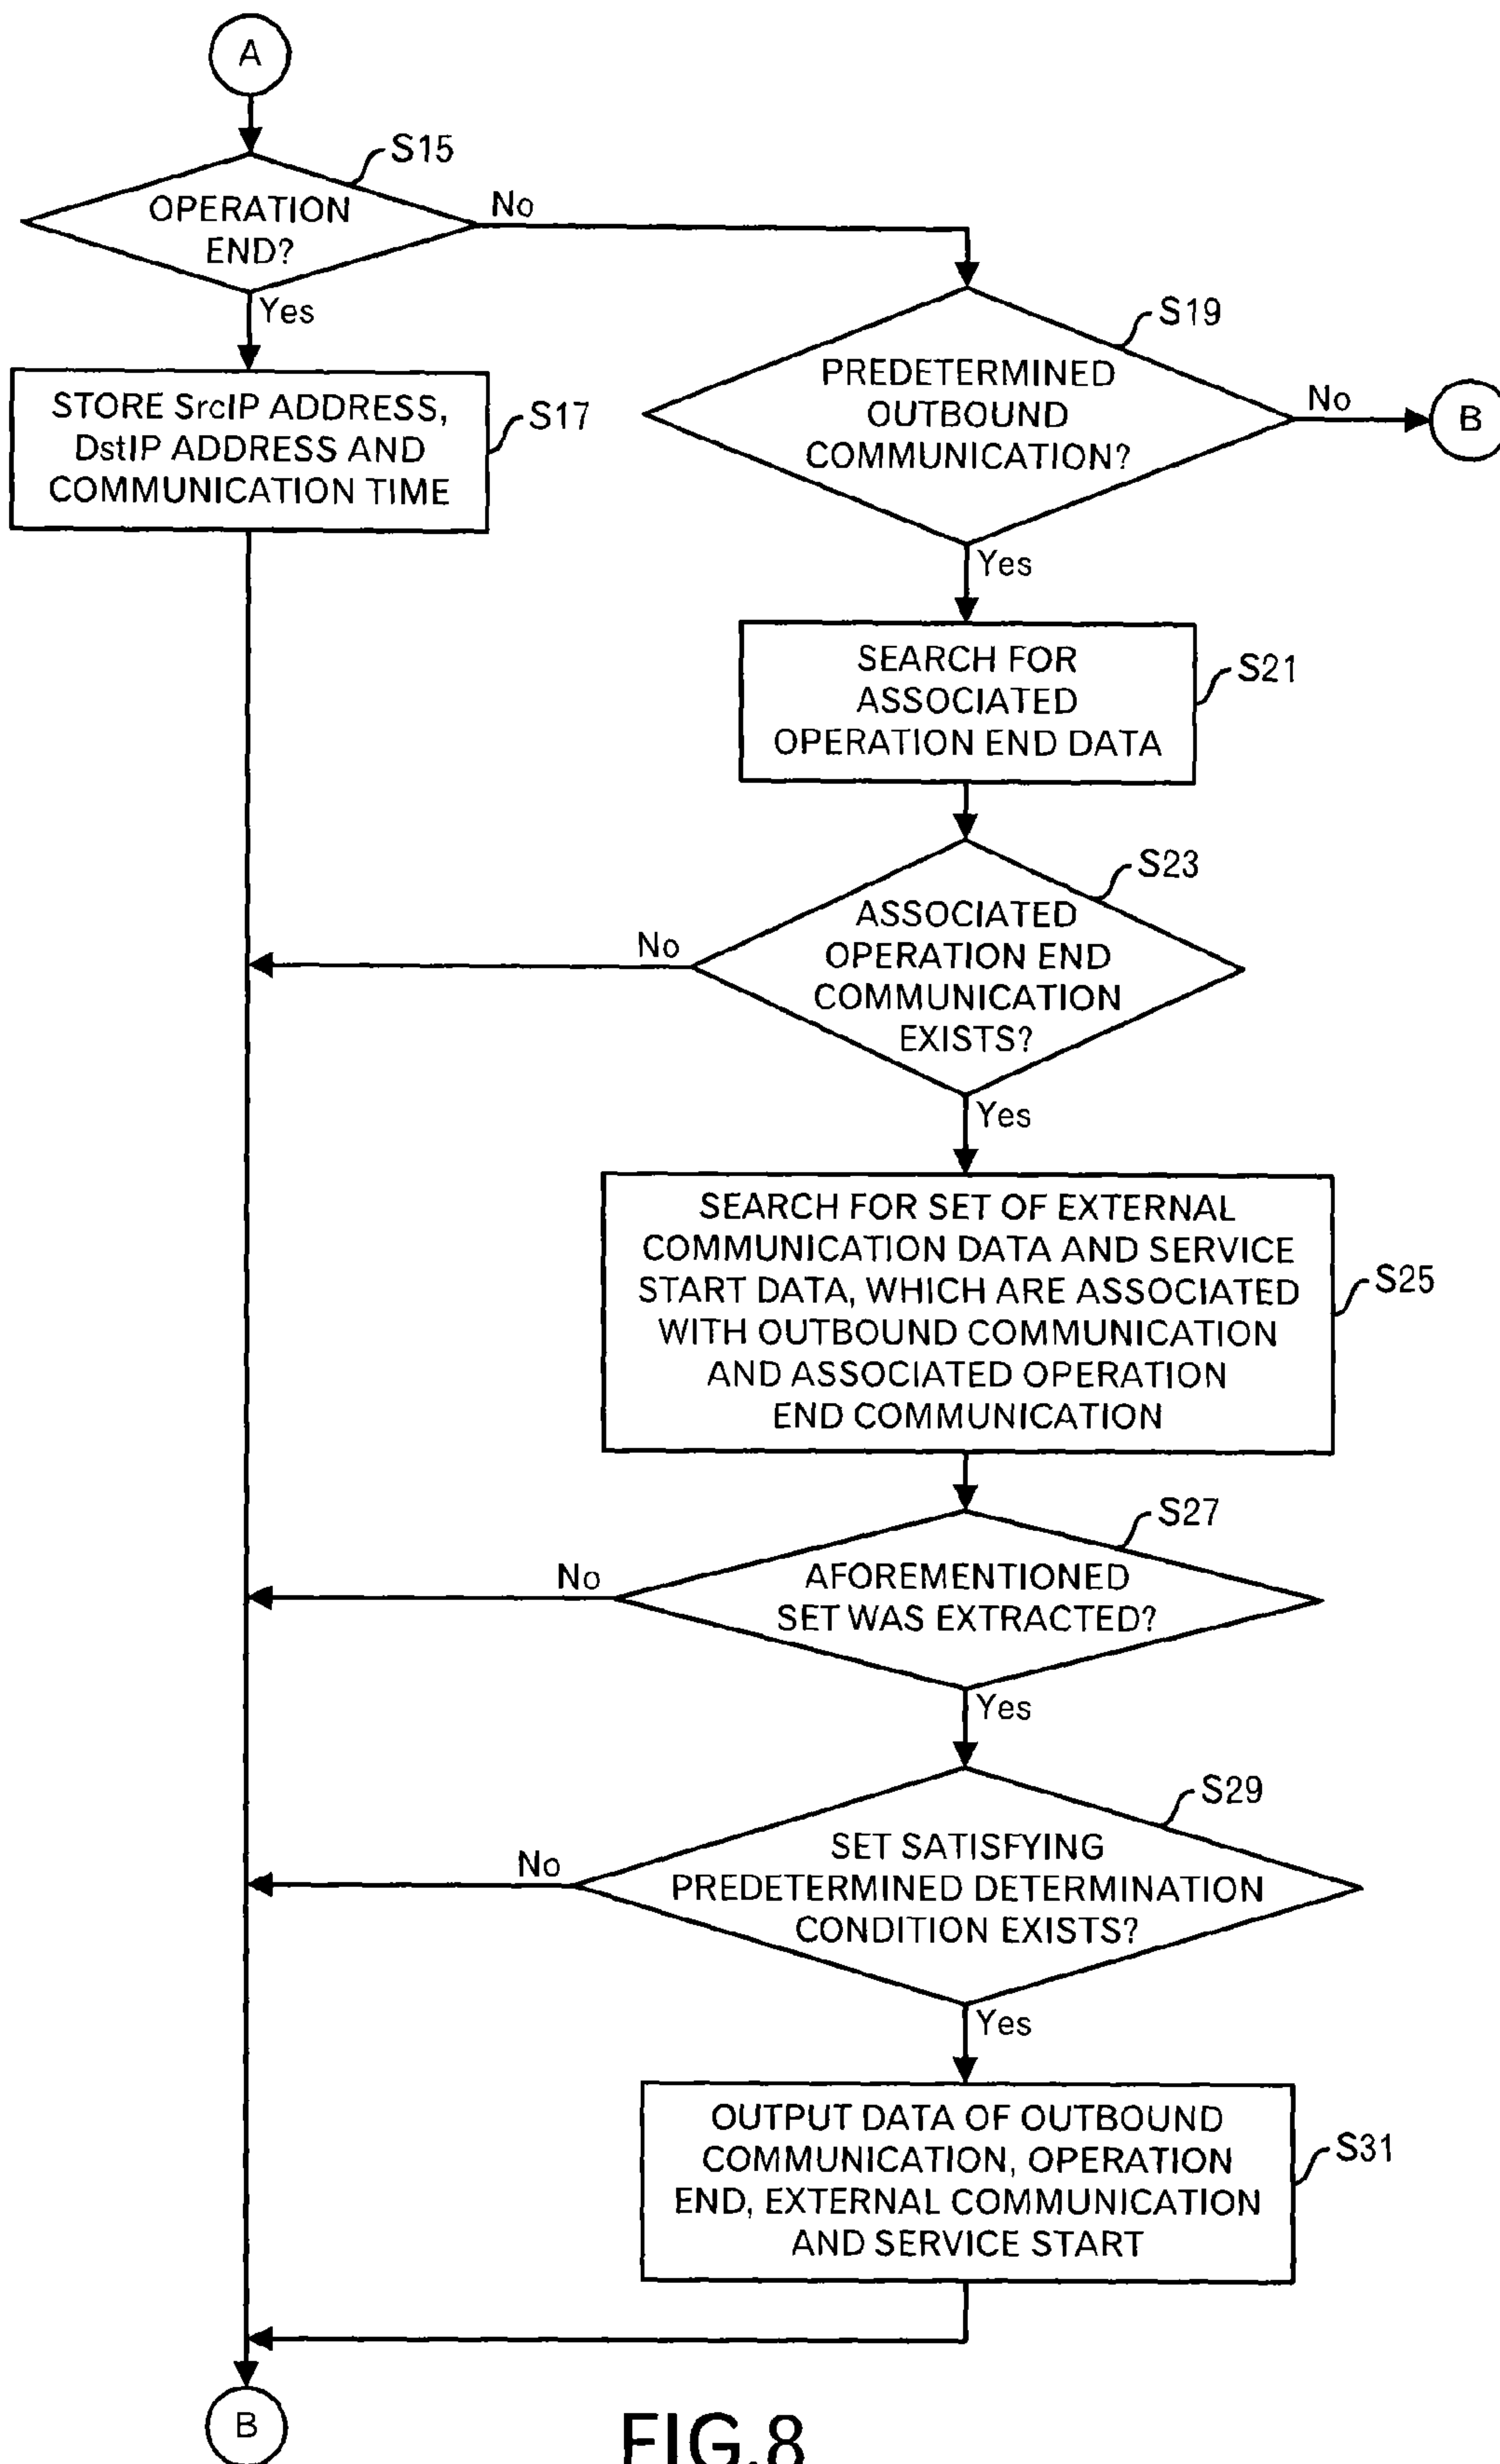 A
S15
OPERATION
END?
No
Yes
S19
PREDETERMINED
OUTBOUND
COMMUNICATION?
No
B
STORE SrcIP ADDRESS,
DstIP ADDRESS AND
COMMUNICATION TIME
S17
Yes
SEARCH FOR
ASSOCIATED
OPERATION END DATA
S21
S23
ASSOCIATED
OPERATION END
COMMUNICATION
EXISTS?
No
Yes
SEARCH FOR SET OF EXTERNAL
COMMUNICATION DATA AND SERVICE
START DATA, WHICH ARE ASSOCIATED
WITH OUTBOUND COMMUNICATION
AND ASSOCIATED OPERATION
END COMMUNICATION
S25
S27
AFOREMENTIONED
SET WAS EXTRACTED?
No
Yes
S29
SET SATISFYING
PREDETERMINED DETERMINATION
CONDITION EXISTS?
No
Yes
OUTPUT DATA OF OUTBOUND
COMMUNICATION, OPERATION
END, EXTERNAL COMMUNICATION
AND SERVICE START
S31
B
FIG.8